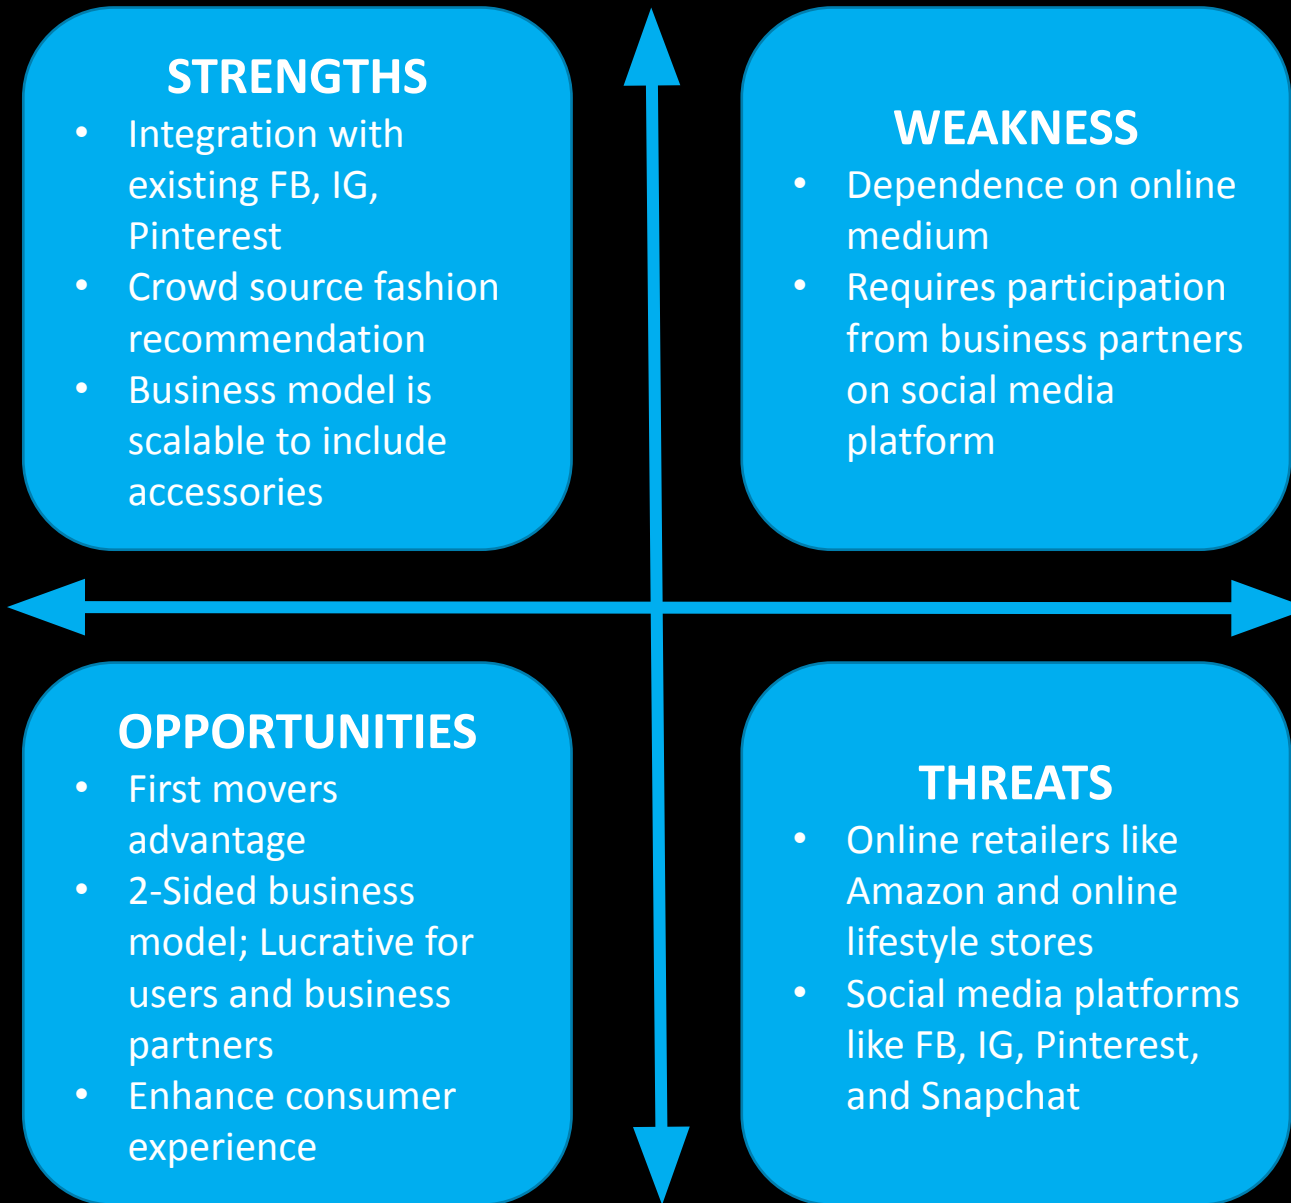 STRENGTHS
• Integration with
existing FB, IG,
Pinterest
• Crowd source fashion
recommendation
• Business model is
scalable to include
accessories
WEAKNESS
• Dependence on online
medium
• Requires participation
from business partners
on social media
platform
OPPORTUNITIES
• First movers
advantage
• 2-Sided business
model; Lucrative for
users and business
partners
• Enhance consumer
experience
THREATS
• Online retailers like
Amazon and online
lifestyle stores
• Social media platforms
like FB, IG, Pinterest,
and Snapchat